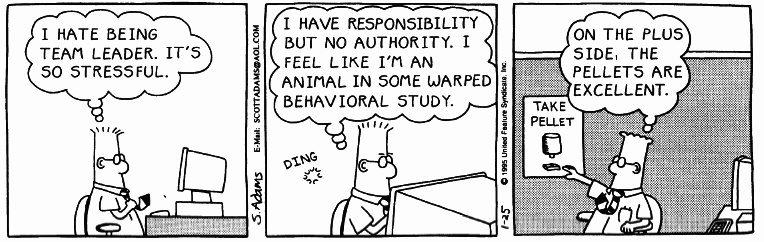 I HATE BEING
TEAM LEADER. IT'S
SO STRESSFUL.
S. Adams
E-Mail: SCOTTADAMS@AOL.COM
I HAVE RESPONSIBILITY
BUT NO AUTHORITY. I
FEEL LIKE I'M AN
ANIMAL IN SOME WARPED
BEHAVIORAL STUDY.
DING
1-25
© 1995 United Feature Syndicate, Inc.
ON THE PLUS
SIDE, THE
PELLETS ARE
EXCELLENT.
TAKE
PELLET